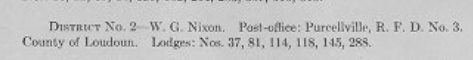 DISTRICT No. 2—W. G. Nixon. Post-office: Purcellville, R. F. D. No. 3.
County of Loudoun. Lodges: Nos. 37, 81, 114, 118, 145, 288.